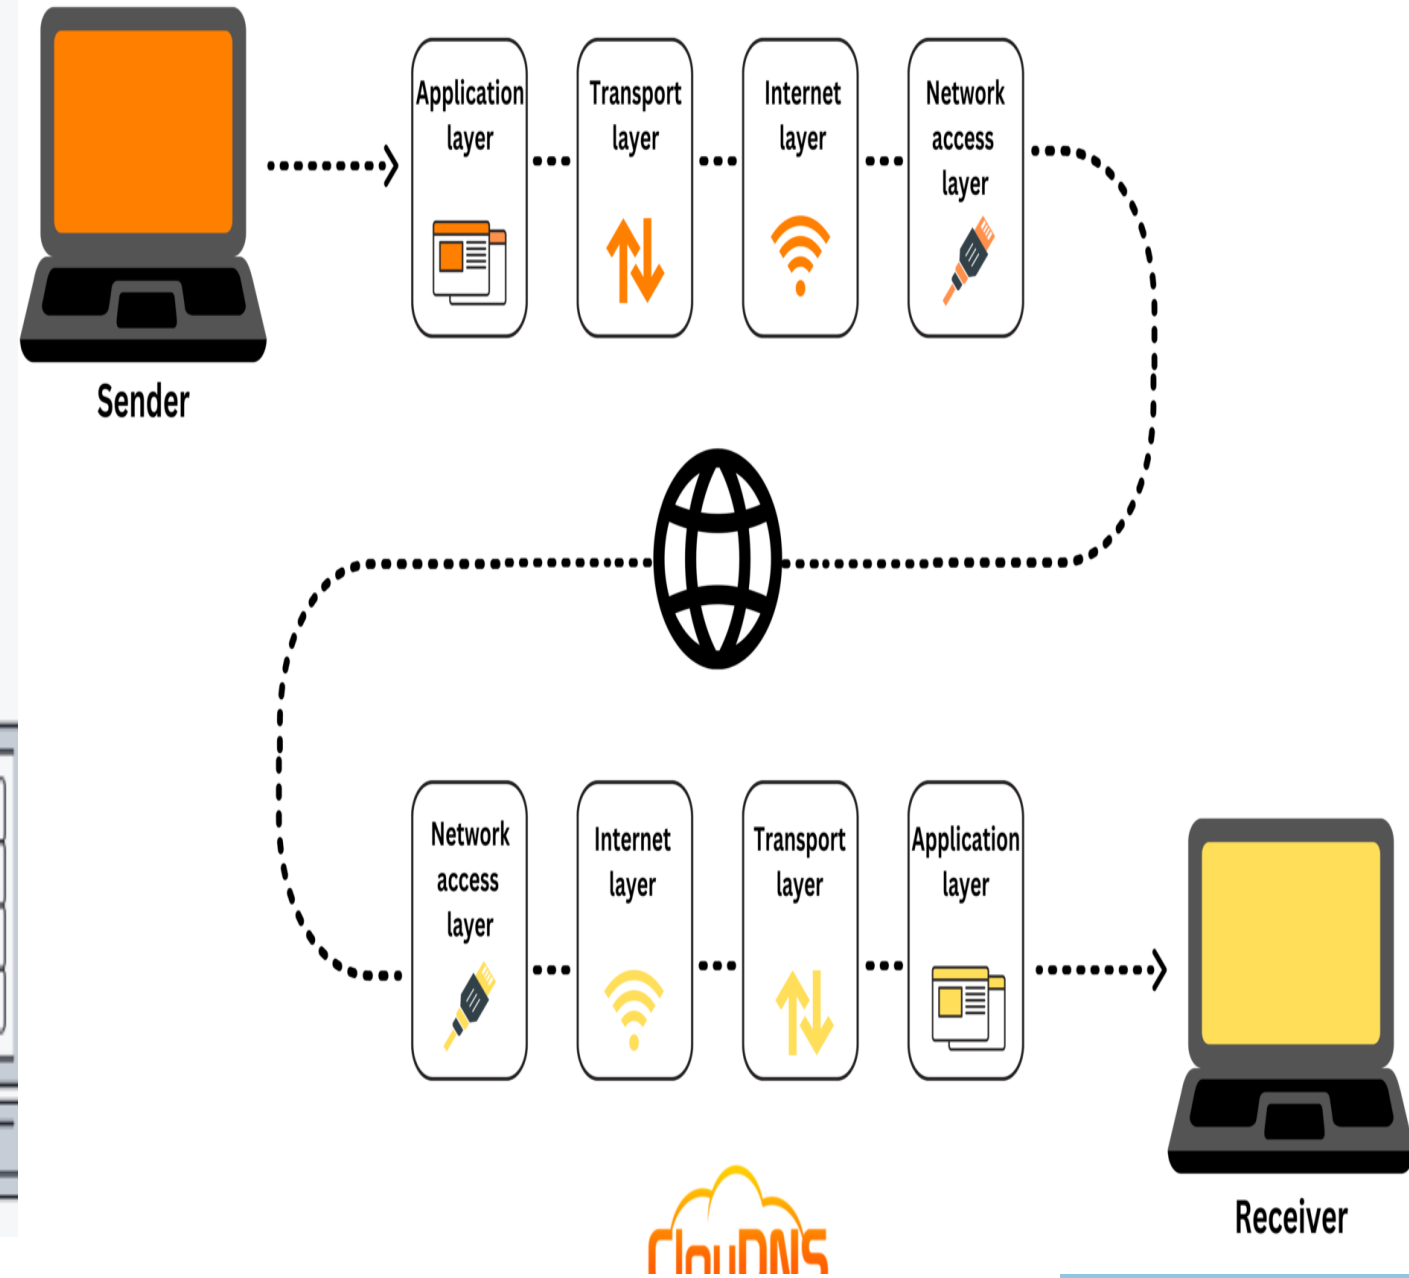 Application
layer
Transport
layer
Internet
layer
Network
access
layer
Sender
Network
access
layer
Internet
layer
Transport
layer
Application
layer
Receiver
ClouDNS